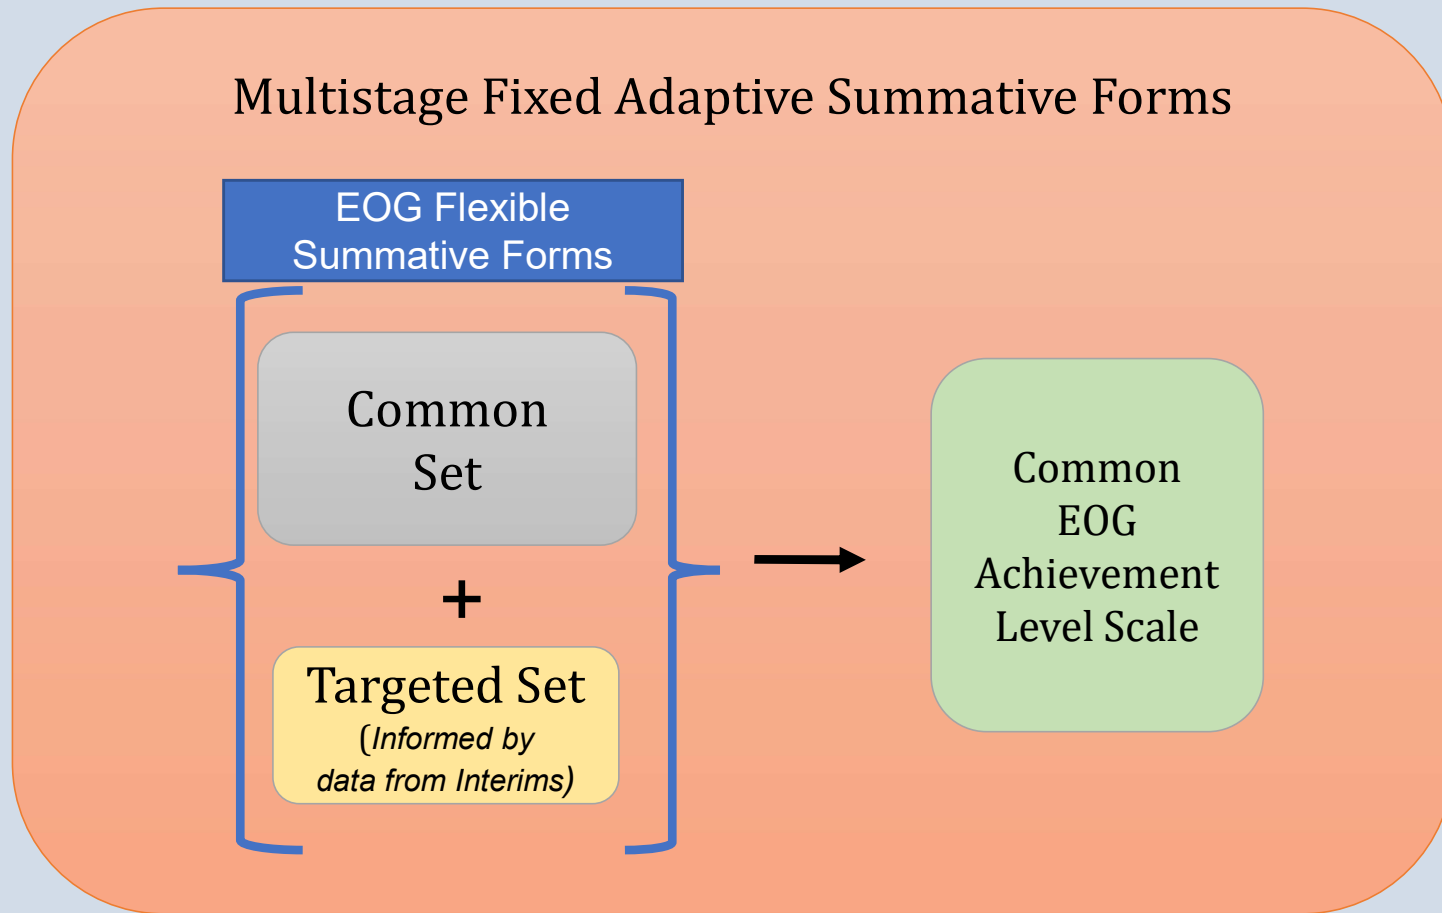 Multistage Fixed Adaptive Summative Forms
EOG Flexible
Summative Forms
Common
Set
+
Targeted Set
(Informed by
data from Interims)
Common
EOG
Achievement
Level Scale